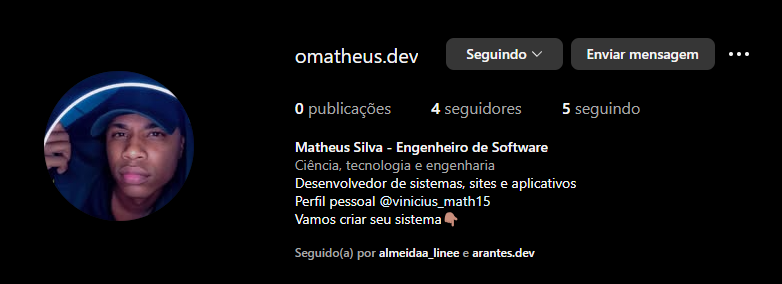 omatheus.dev Seguindo Enviar mensagem
0 publicações 4 seguidores 5 seguindo
Matheus Silva - Engenheiro de Software
Ciência, tecnologia e engenharia
Desenvolvedor de sistemas, sites e aplicativos
Perfil pessoal @vinicius_math15
Vamos criar seu sistema👇🏽
Seguido(a) por almeidaa_linee e arantes.dev